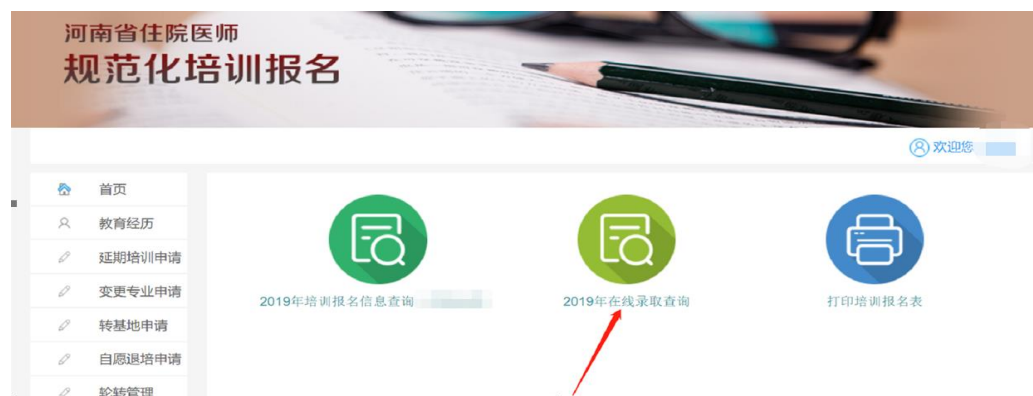 河南省住院医师
规范化培训报名
欢迎您
首页
教育经历
延期培训申请
变更专业申请
转基地申请
自愿退培申请
轮转管理
2019年培训报名信息查询
2019年在线录取查询
打印培训报名表